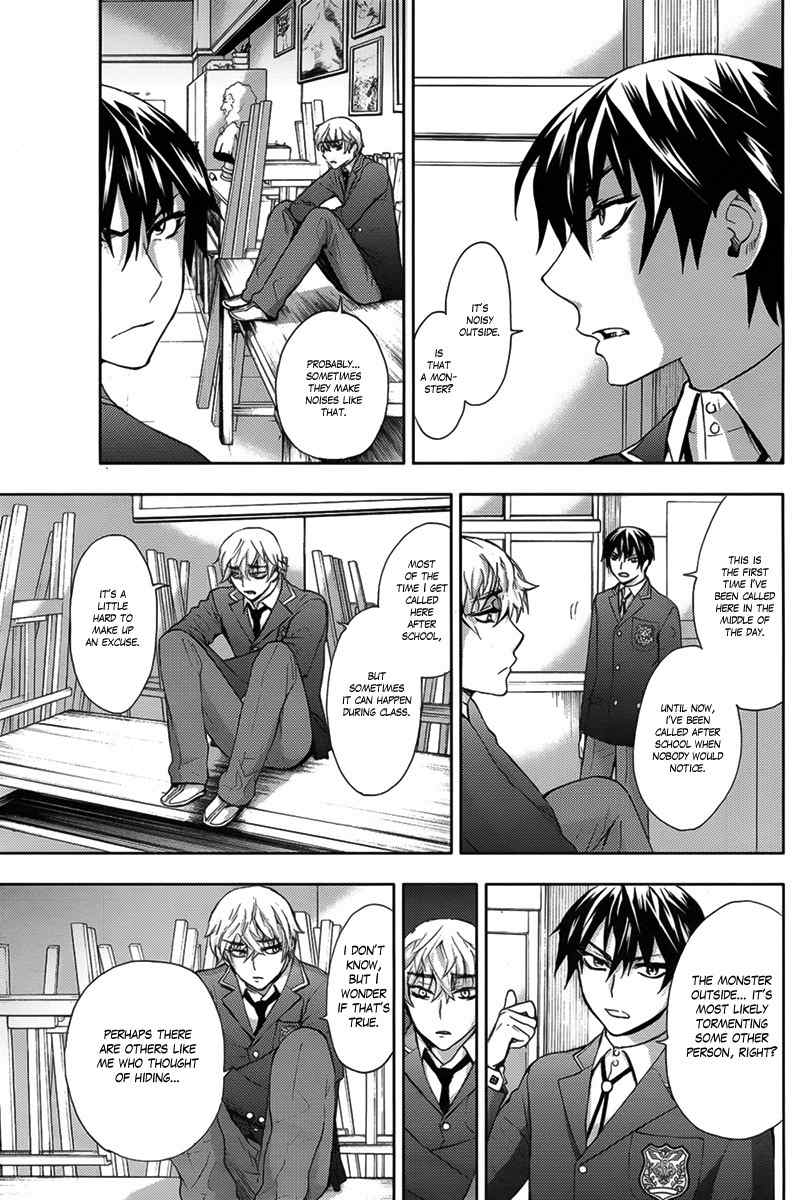 IT'S
NOISY
OUTSIDE.
IS
THAT
A MON-
STER?
PROBABLY...
SOMETIMES
THEY MAKE
NOISES LIKE
THAT.
THIS IS
THE FIRST
TIME I'VE
BEEN CALLED
HERE IN THE
MIDDLE OF
THE DAY.
UNTIL NOW,
I'VE BEEN
CALLED AFTER
SCHOOL WHEN
NOBODY WOULD
NOTICE.
MOST
OF THE
TIME I GET
CALLED
HERE
AFTER
SCHOOL,
BUT
SOMETIMES
IT CAN HAPPEN
DURING CLASS.
IT'S A
LITTLE
HARD TO
MAKE UP
AN EXCUSE.
THE MONSTER
OUTSIDE... IT'S
MOST LIKELY
TORMENTING
SOME OTHER
PERSON, RIGHT?
I DON'T
KNOW, BUT
I WONDER
IF THAT'S
TRUE.
PERHAPS THERE
ARE OTHERS LIKE
ME WHO THOUGHT
OF HIDING...